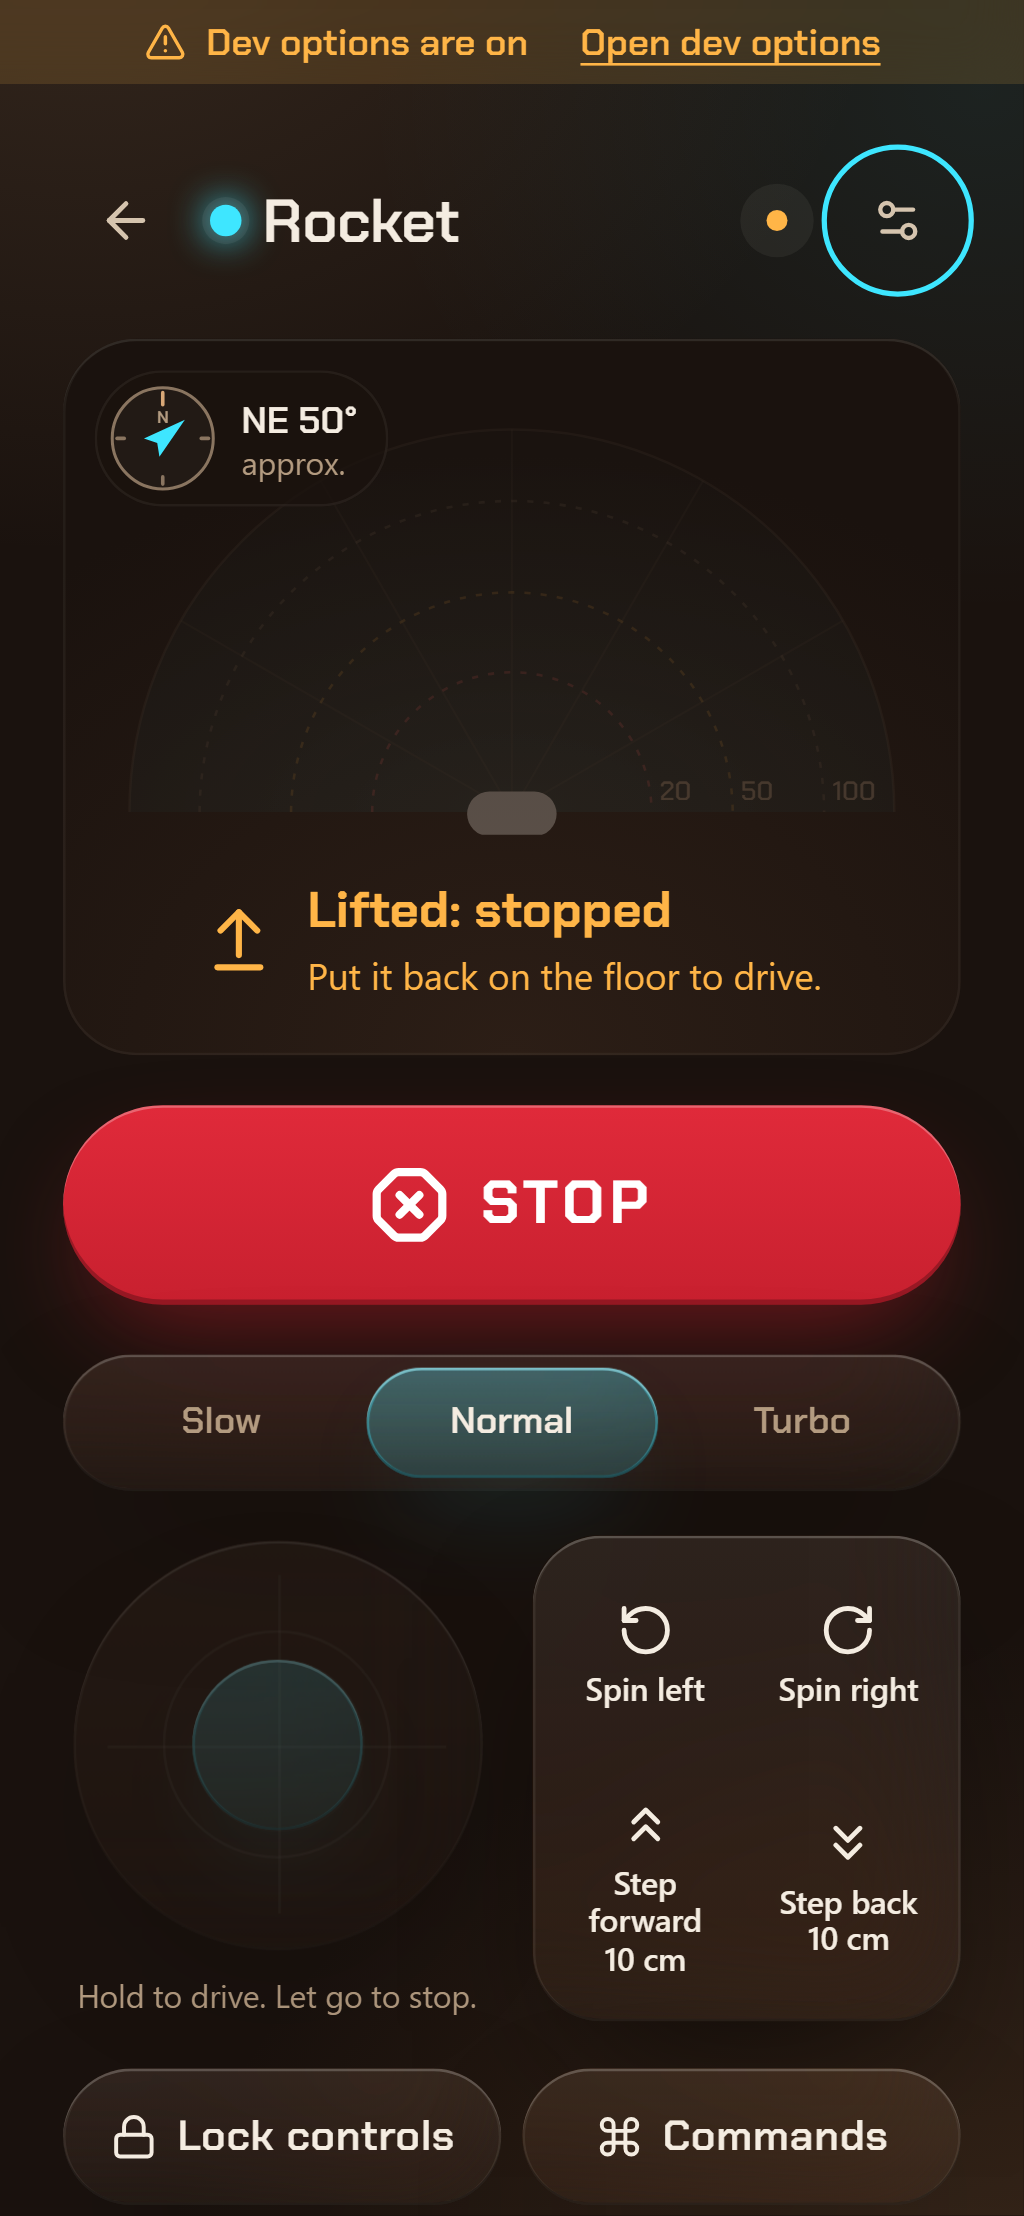 Dev options are on Open dev options
Rocket
N
NE 50°
approx.
20 50 100
Lifted: stopped
Put it back on the floor to drive.
STOP
Slow Normal Turbo
Spin left Spin right
Step
forward
10 cm
Step back
10 cm
Hold to drive. Let go to stop.
Lock controls Commands